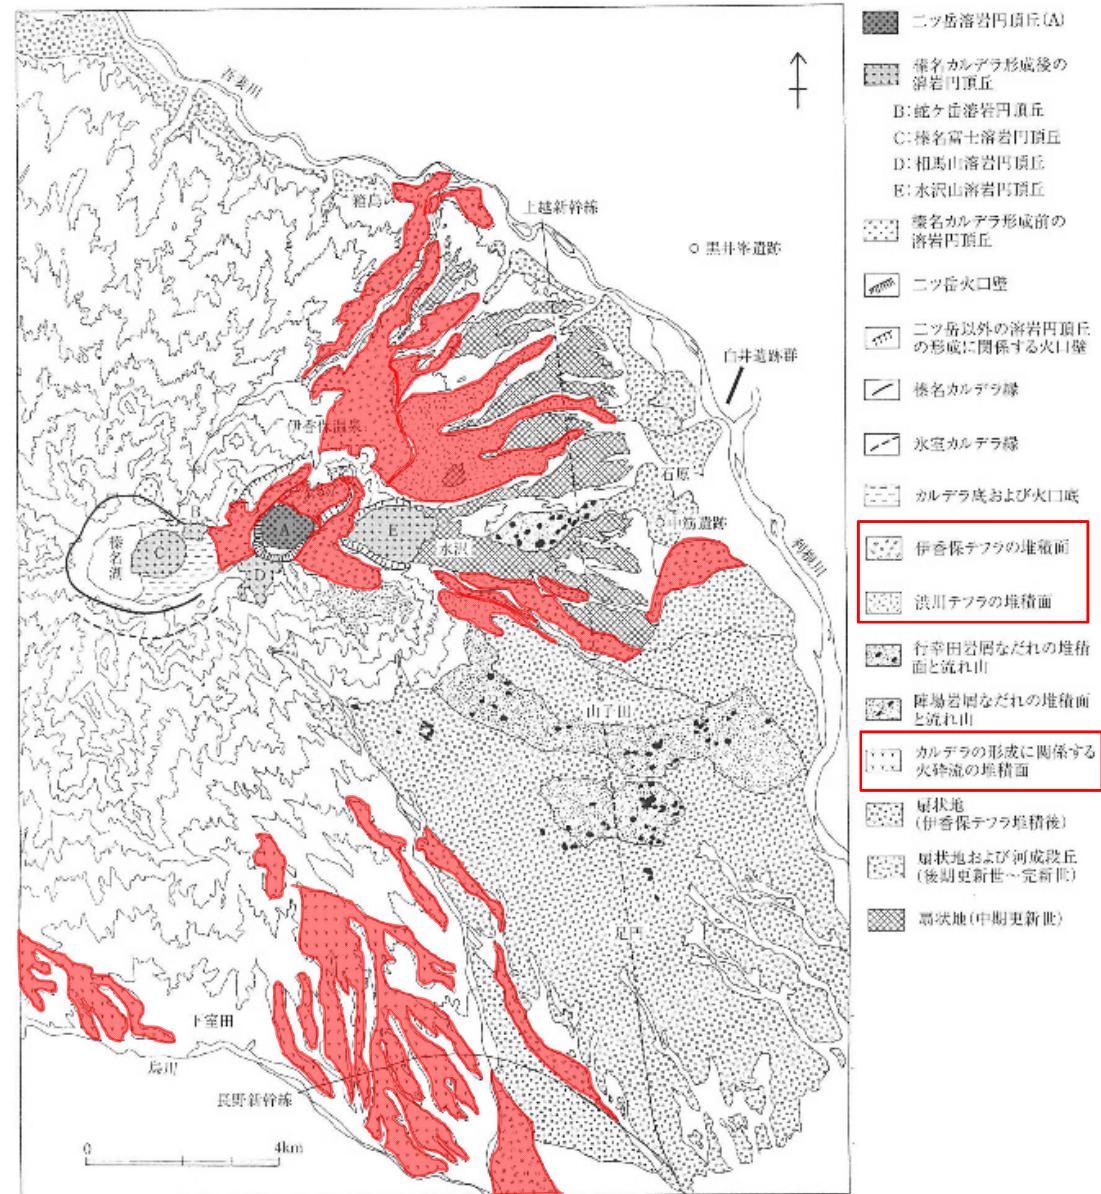 吾妻川
箱島
上越新幹線
黒井峯遺跡
白井遺跡群
伊香保温泉
石原
中筋遺跡
利根川
榛名湖
水沢
A
B
C
D
E
山子田
足門
下室田
烏川
長野新幹線
0
4km
二ツ岳溶岩円頂丘(A)
榛名カルデラ形成後の
溶岩円頂丘
B:蛇ケ岳溶岩円頂丘
C:榛名富士溶岩円頂丘
D:相馬山溶岩円頂丘
E:水沢山溶岩円頂丘
榛名カルデラ形成前の
溶岩円頂丘
二ツ岳火口壁
二ツ岳以外の溶岩円頂丘
の形成に関係する火口壁
榛名カルデラ縁
氷室カルデラ縁
カルデラ底および火口底
伊香保テフラの堆積面
渋川テフラの堆積面
行幸田岩屑なだれの堆積
面と流れ山
陣場岩屑なだれの堆積面
と流れ山
カルデラの形成に関係する
火砕流の堆積面
扇状地
(伊香保テフラ堆積後)
扇状地および河成段丘
(後期更新世~完新世)
扇状地(中期更新世)